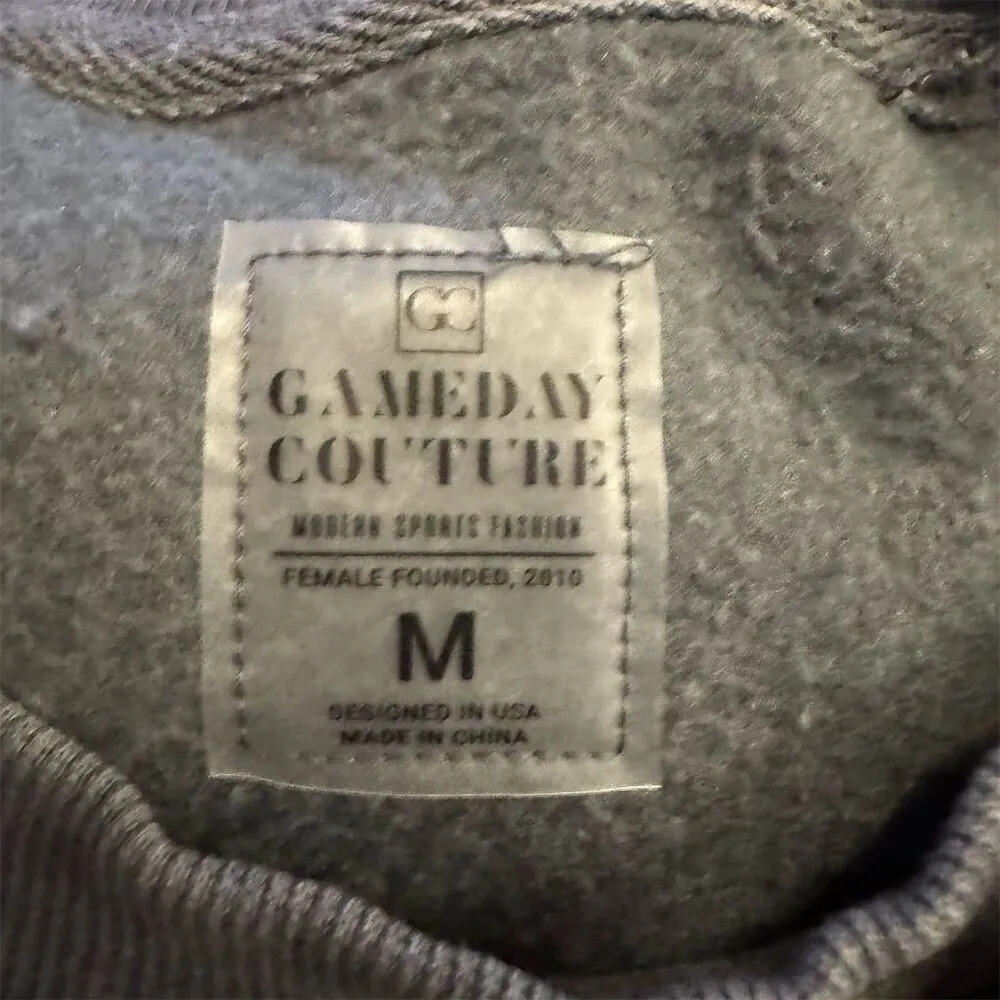 GC
GAMEDAY
COUTURE
MODERN SPORTS FASHION
FEMALE FOUNDED, 2010
M
DESIGNED IN USA
MADE IN CHINA